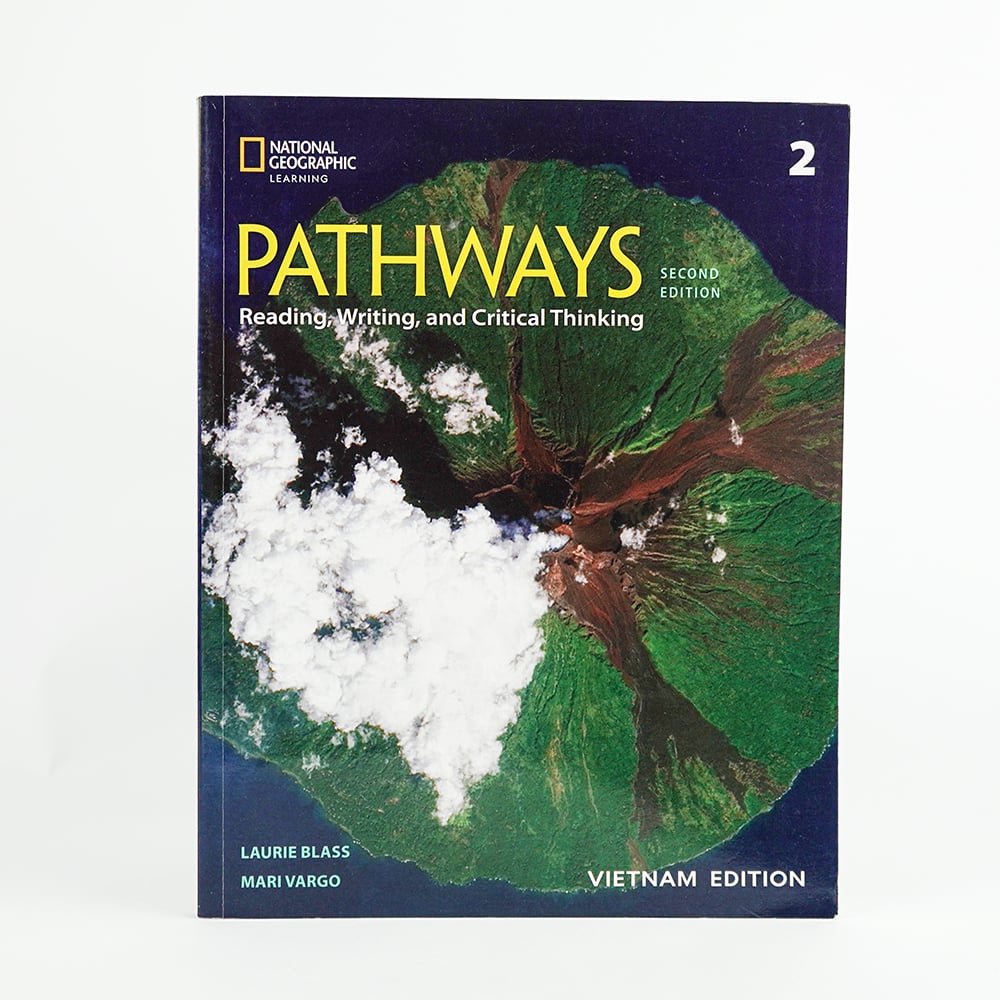 NATIONAL
GEOGRAPHIC
LEARNING
2
PATHWAYS
SECOND
EDITION
Reading, Writing, and Critical Thinking
LAURIE BLASS
MARI VARGO
VIETNAM EDITION